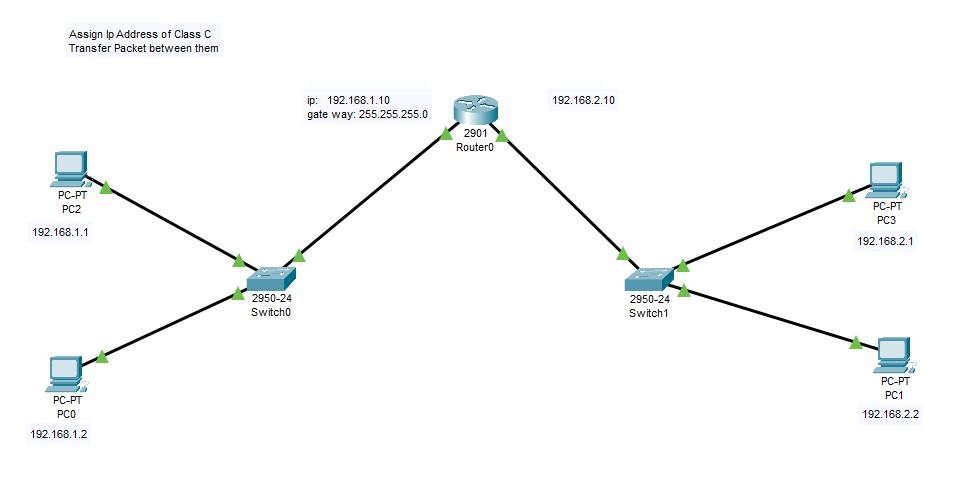 Assign Ip Address of Class C
Transfer Packet between them
ip: 192.168.1.10
gate way: 255.255.255.0
192.168.2.10
2901
Router0
PC-PT
PC2
192.168.1.1
PC-PT
PC3
192.168.2.1
2950-24
Switch0
2950-24
Switch1
PC-PT
PC0
192.168.1.2
PC-PT
PC1
192.168.2.2